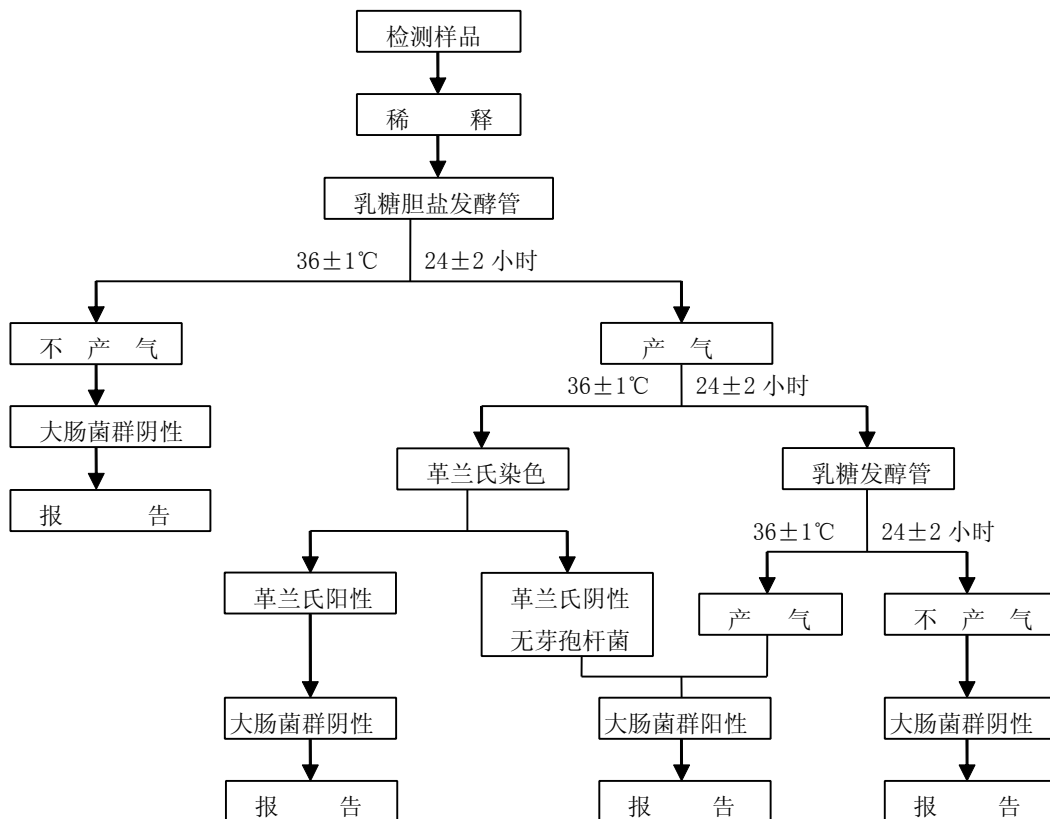 检测样品
稀 释
乳糖胆盐发酵管
36±1℃ 24±2 小时
不 产 气
产 气
36±1℃ 24±2 小时
大肠菌群阴性
革兰氏染色
乳糖发醇管
报 告
36±1℃ 24±2 小时
革兰氏阳性
革兰氏阴性
无芽孢杆菌
产 气
不 产 气
大肠菌群阴性
大肠菌群阳性
大肠菌群阴性
报 告
报 告
报 告